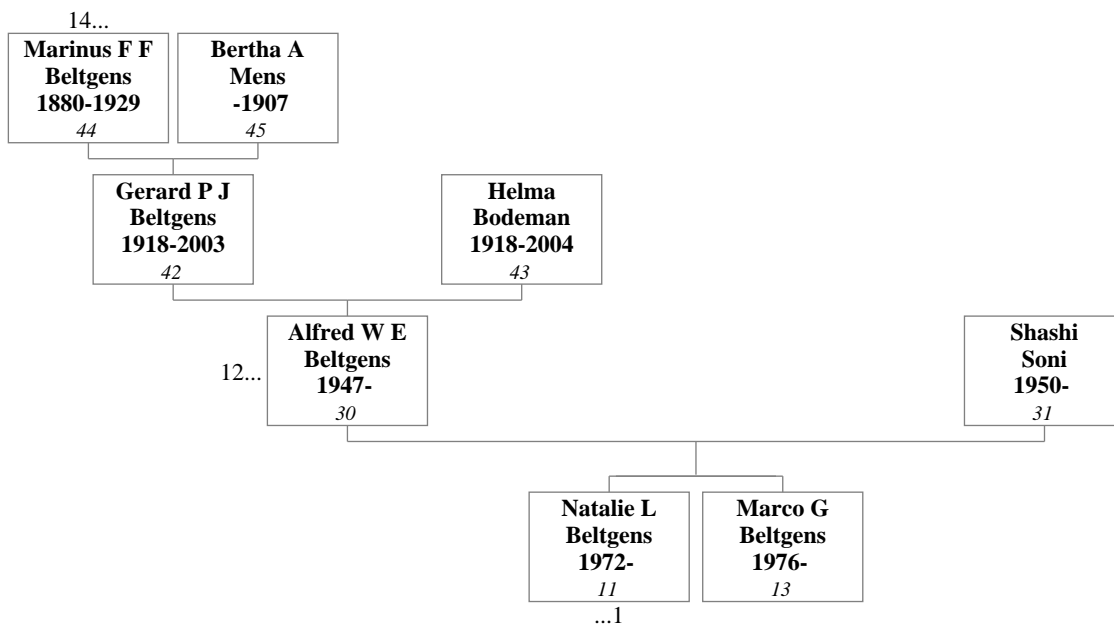 14...
Marinus F F
Beltgens
1880-1929
44
Bertha A
Mens
-1907
45
Gerard P J
Beltgens
1918-2003
42
Helma
Bodeman
1918-2004
43
12...
Alfred W E
Beltgens
1947-
30
Shashi
Soni
1950-
31
Natalie L
Beltgens
1972-
11
...1
Marco G
Beltgens
1976-
13